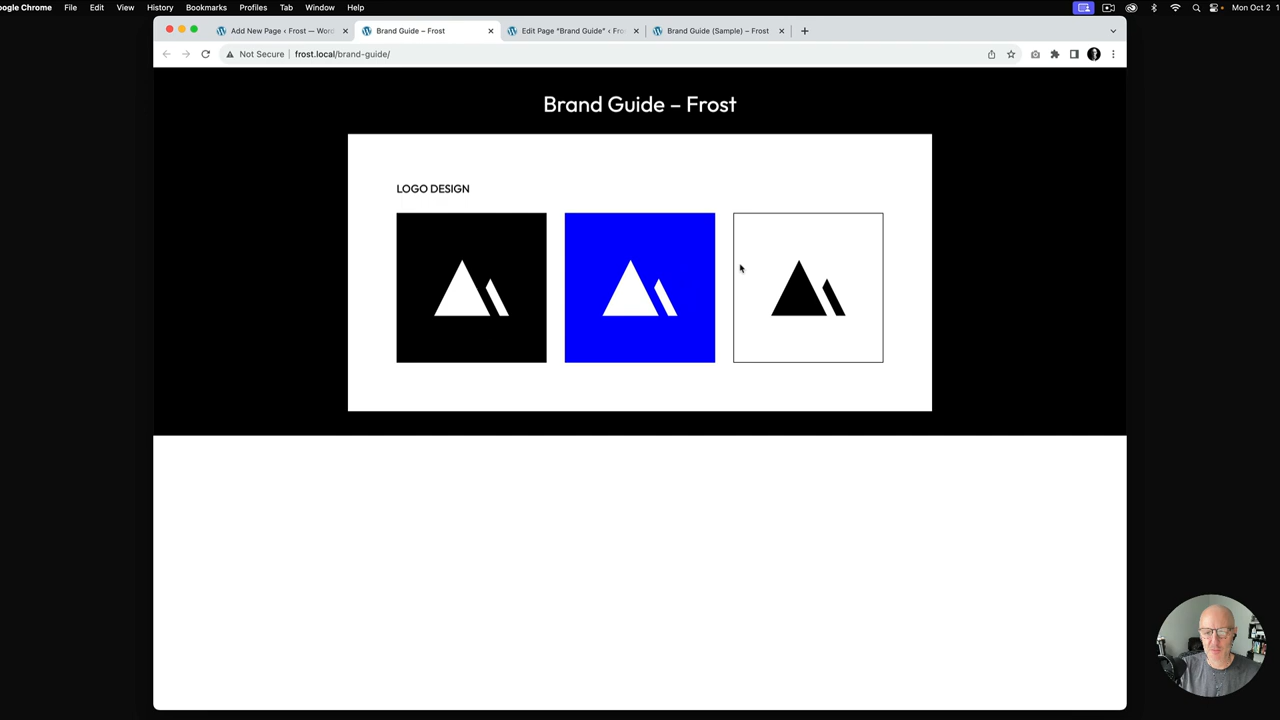 oogle Chrome File Edit View History Bookmarks Profiles Tab Window Help Mon Oct 2 1
Add New Page ‹ Frost — Word Brand Guide – Frost Edit Page "Brand Guide" ‹ Fro Brand Guide (Sample) – Frost
Not Secure frost.local/brand-guide/
Brand Guide – Frost
LOGO DESIGN